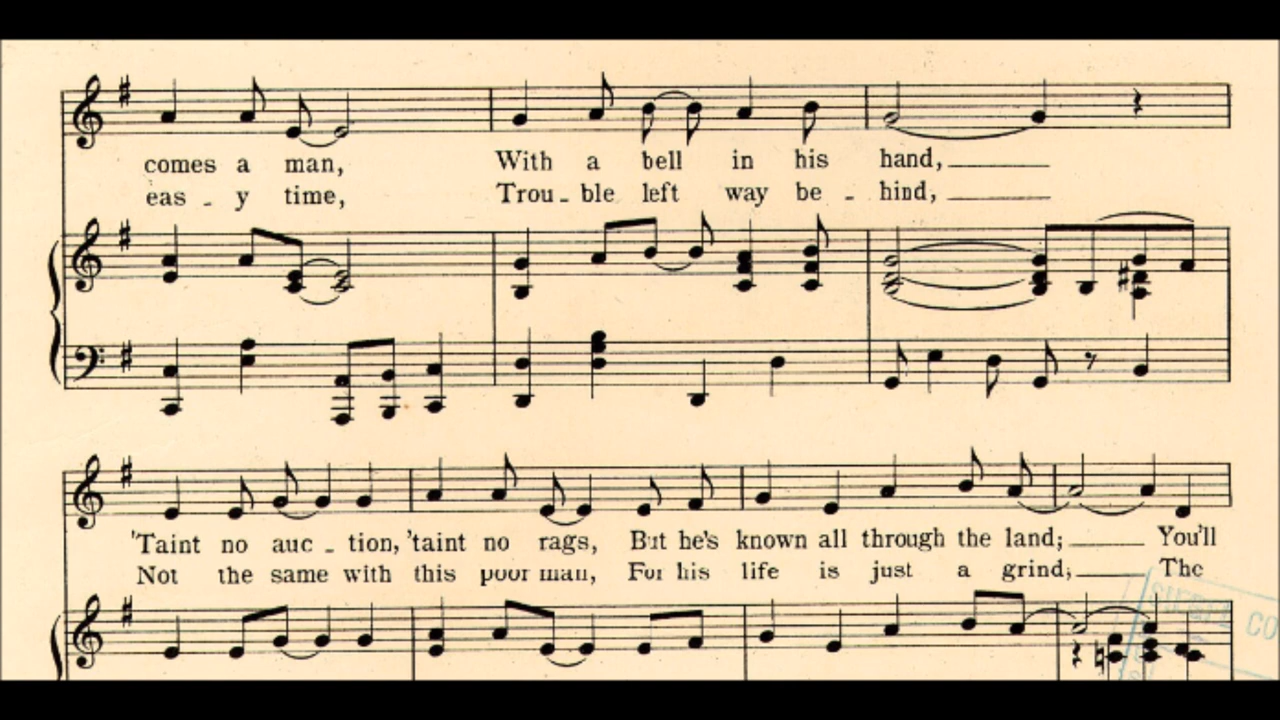 comes a man, With a bell in his hand,
eas - y time, Trou - ble left way be - hind,
'Taint no auc - tion, 'taint no rags, But he's known all through the land; You'll
Not the same with this poor man, For his life is just a grind; The
CO